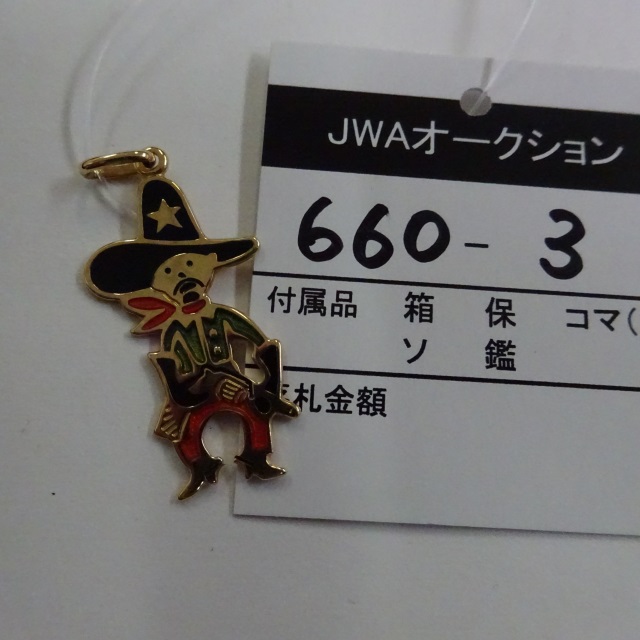 JWAオークション
660-3
付属品 箱 保 コマ(
ソ 鑑
札金額